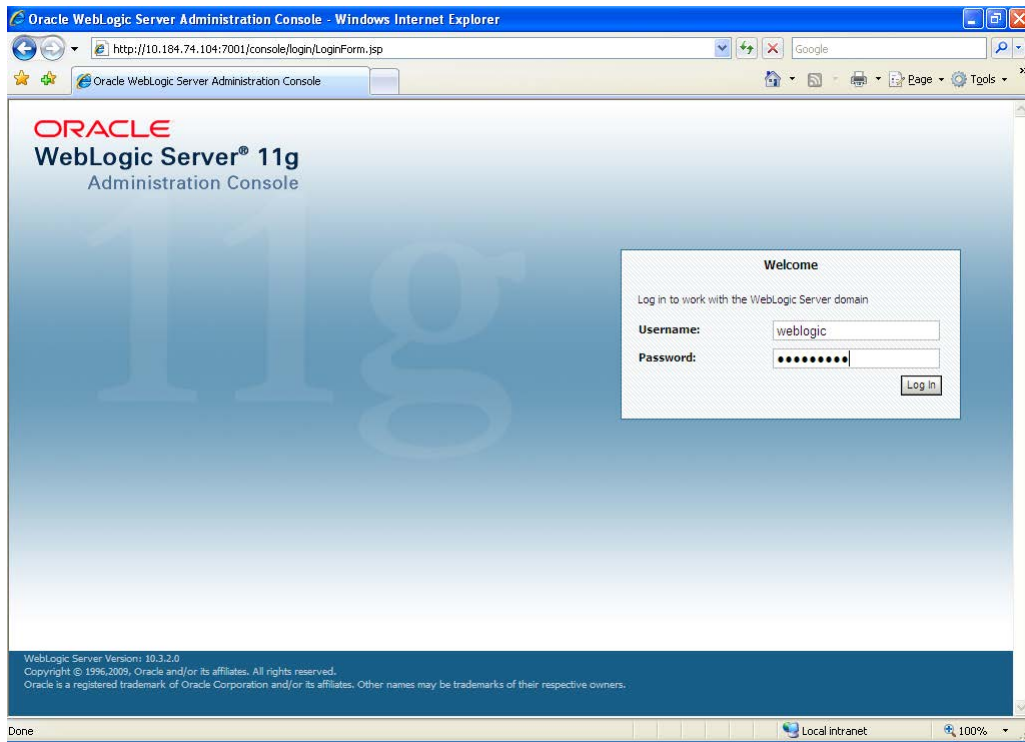 Oracle WebLogic Server Administration Console - Windows Internet Explorer
http://10.184.74.104:7001/console/login/LoginForm.jsp
Google
Oracle WebLogic Server Administration Console
Page
Tools
ORACLE
WebLogic Server® 11g
Administration Console
11g
Welcome
Log in to work with the WebLogic Server domain
Username: weblogic
Password: •••••••••
Log In
WebLogic Server Version: 10.3.2.0
Copyright © 1996,2009, Oracle and/or its affiliates. All rights reserved.
Oracle is a registered trademark of Oracle Corporation and/or its affiliates. Other names may be trademarks of their respective owners.
Done
Local intranet
100%